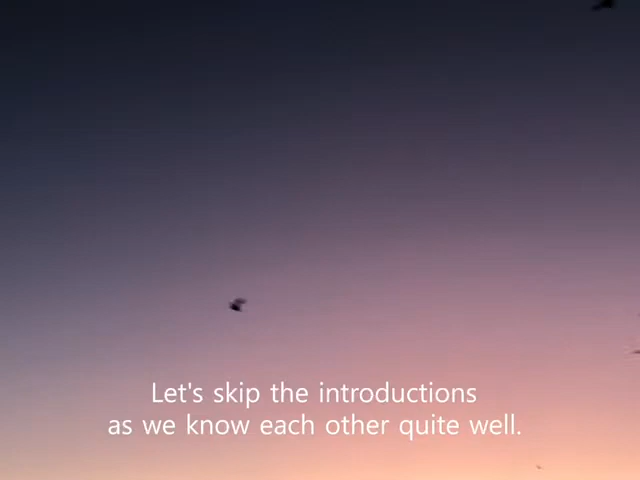 Let's skip the introductions
as we know each other quite well.